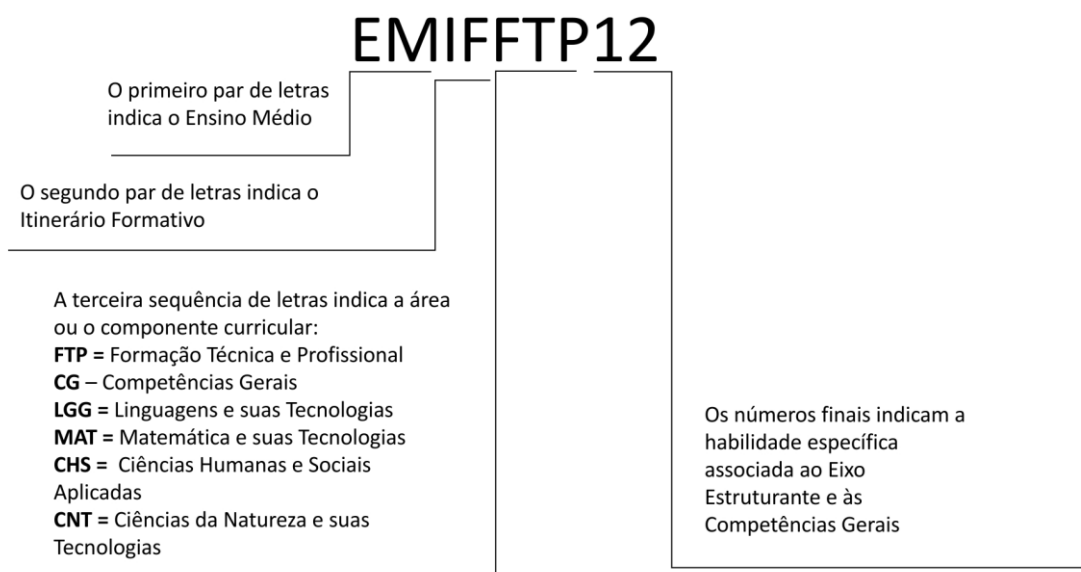 EMIFFTP12
O primeiro par de letras
indica o Ensino Médio
O segundo par de letras indica o
Itinerário Formativo
A terceira sequência de letras indica a área
ou o componente curricular:
FTP = Formação Técnica e Profissional
CG – Competências Gerais
LGG = Linguagens e suas Tecnologias
MAT = Matemática e suas Tecnologias
CHS = Ciências Humanas e Sociais
Aplicadas
CNT = Ciências da Natureza e suas
Tecnologias
Os números finais indicam a
habilidade específica
associada ao Eixo
Estruturante e às
Competências Gerais